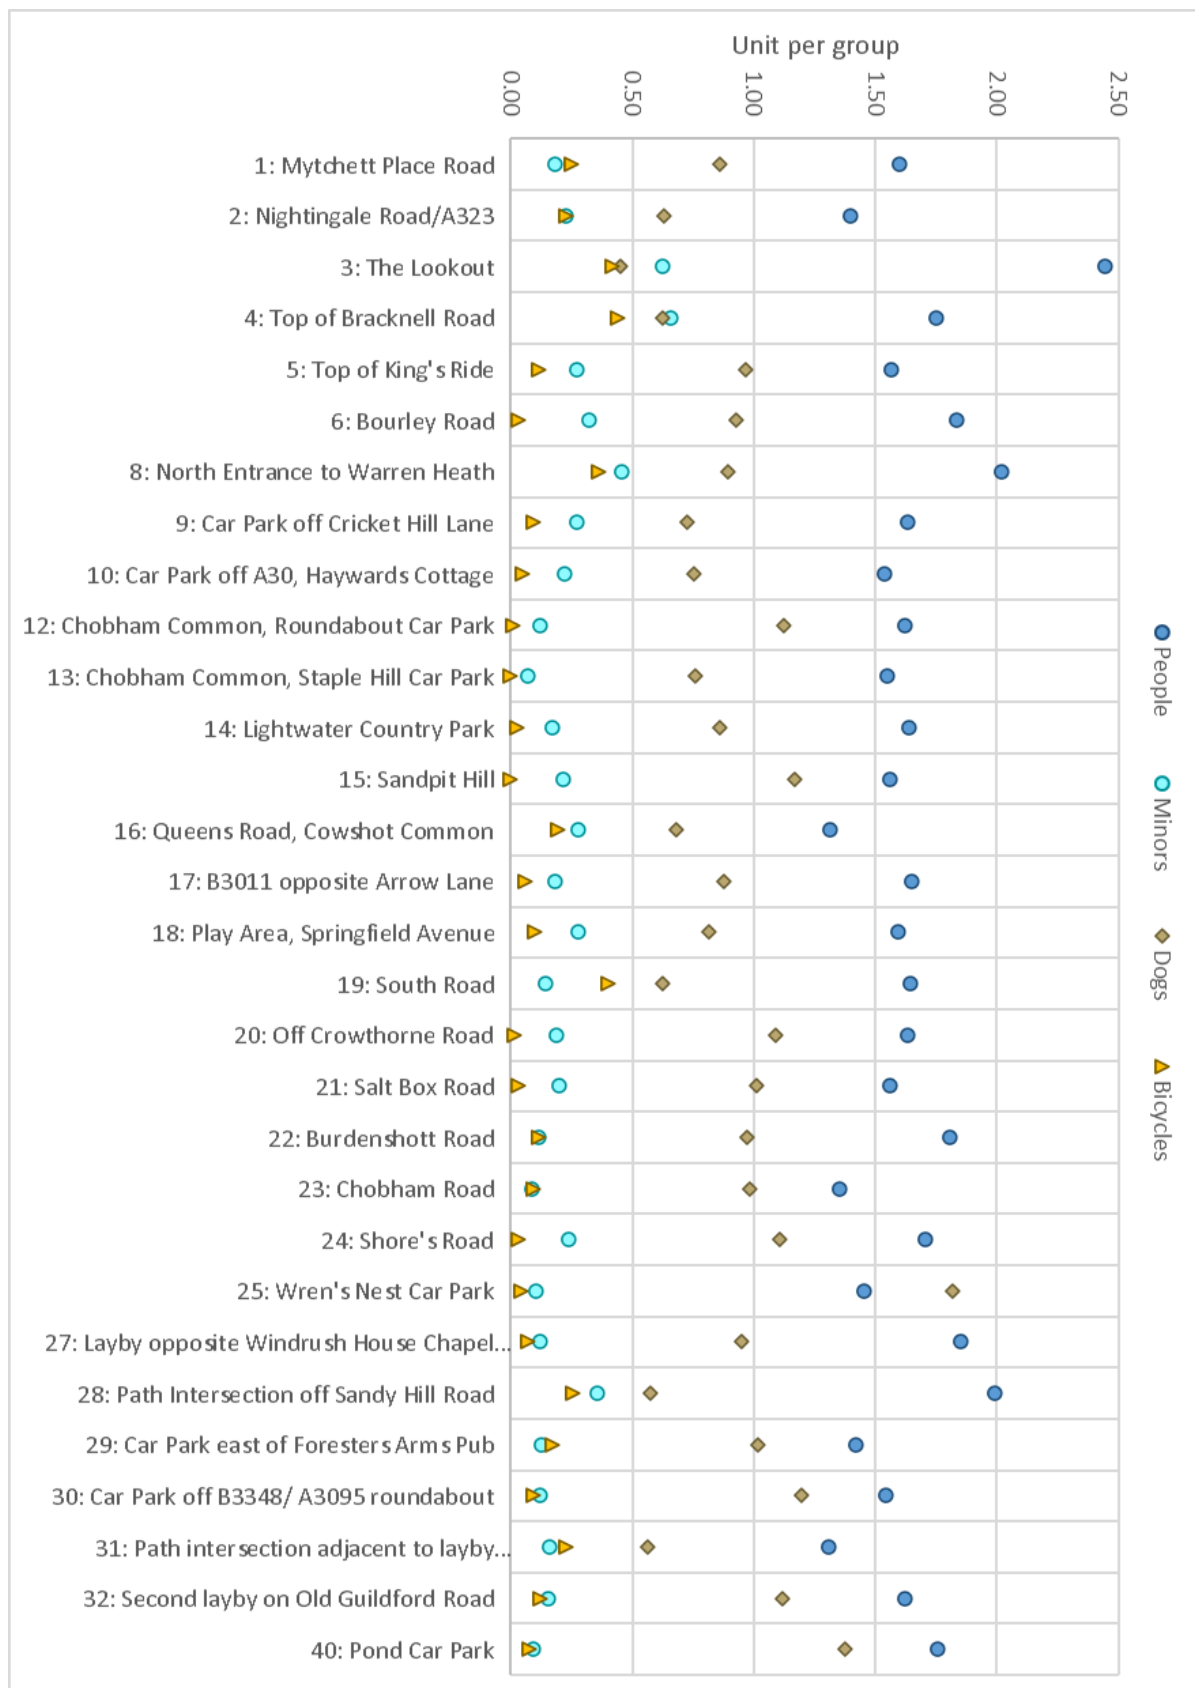 Unit per group
0.00
0.50
1.00
1.50
2.00
2.50
1: Mytchett Place Road
2: Nightingale Road/A323
3: The Lookout
4: Top of Bracknell Road
5: Top of King's Ride
6: Bourley Road
8: North Entrance to Warren Heath
9: Car Park off Cricket Hill Lane
10: Car Park off A30, Haywards Cottage
12: Chobham Common, Roundabout Car Park
13: Chobham Common, Staple Hill Car Park
14: Lightwater Country Park
15: Sandpit Hill
16: Queens Road, Cowshot Common
17: B3011 opposite Arrow Lane
18: Play Area, Springfield Avenue
19: South Road
20: Off Crowthorne Road
21: Salt Box Road
22: Burdenshott Road
23: Chobham Road
24: Shore's Road
25: Wren's Nest Car Park
27: Layby opposite Windrush House Chapel...
28: Path Intersection off Sandy Hill Road
29: Car Park east of Foresters Arms Pub
30: Car Park off B3348/ A3095 roundabout
31: Path intersection adjacent to layby...
32: Second layby on Old Guildford Road
40: Pond Car Park
People
Minors
Dogs
Bicycles